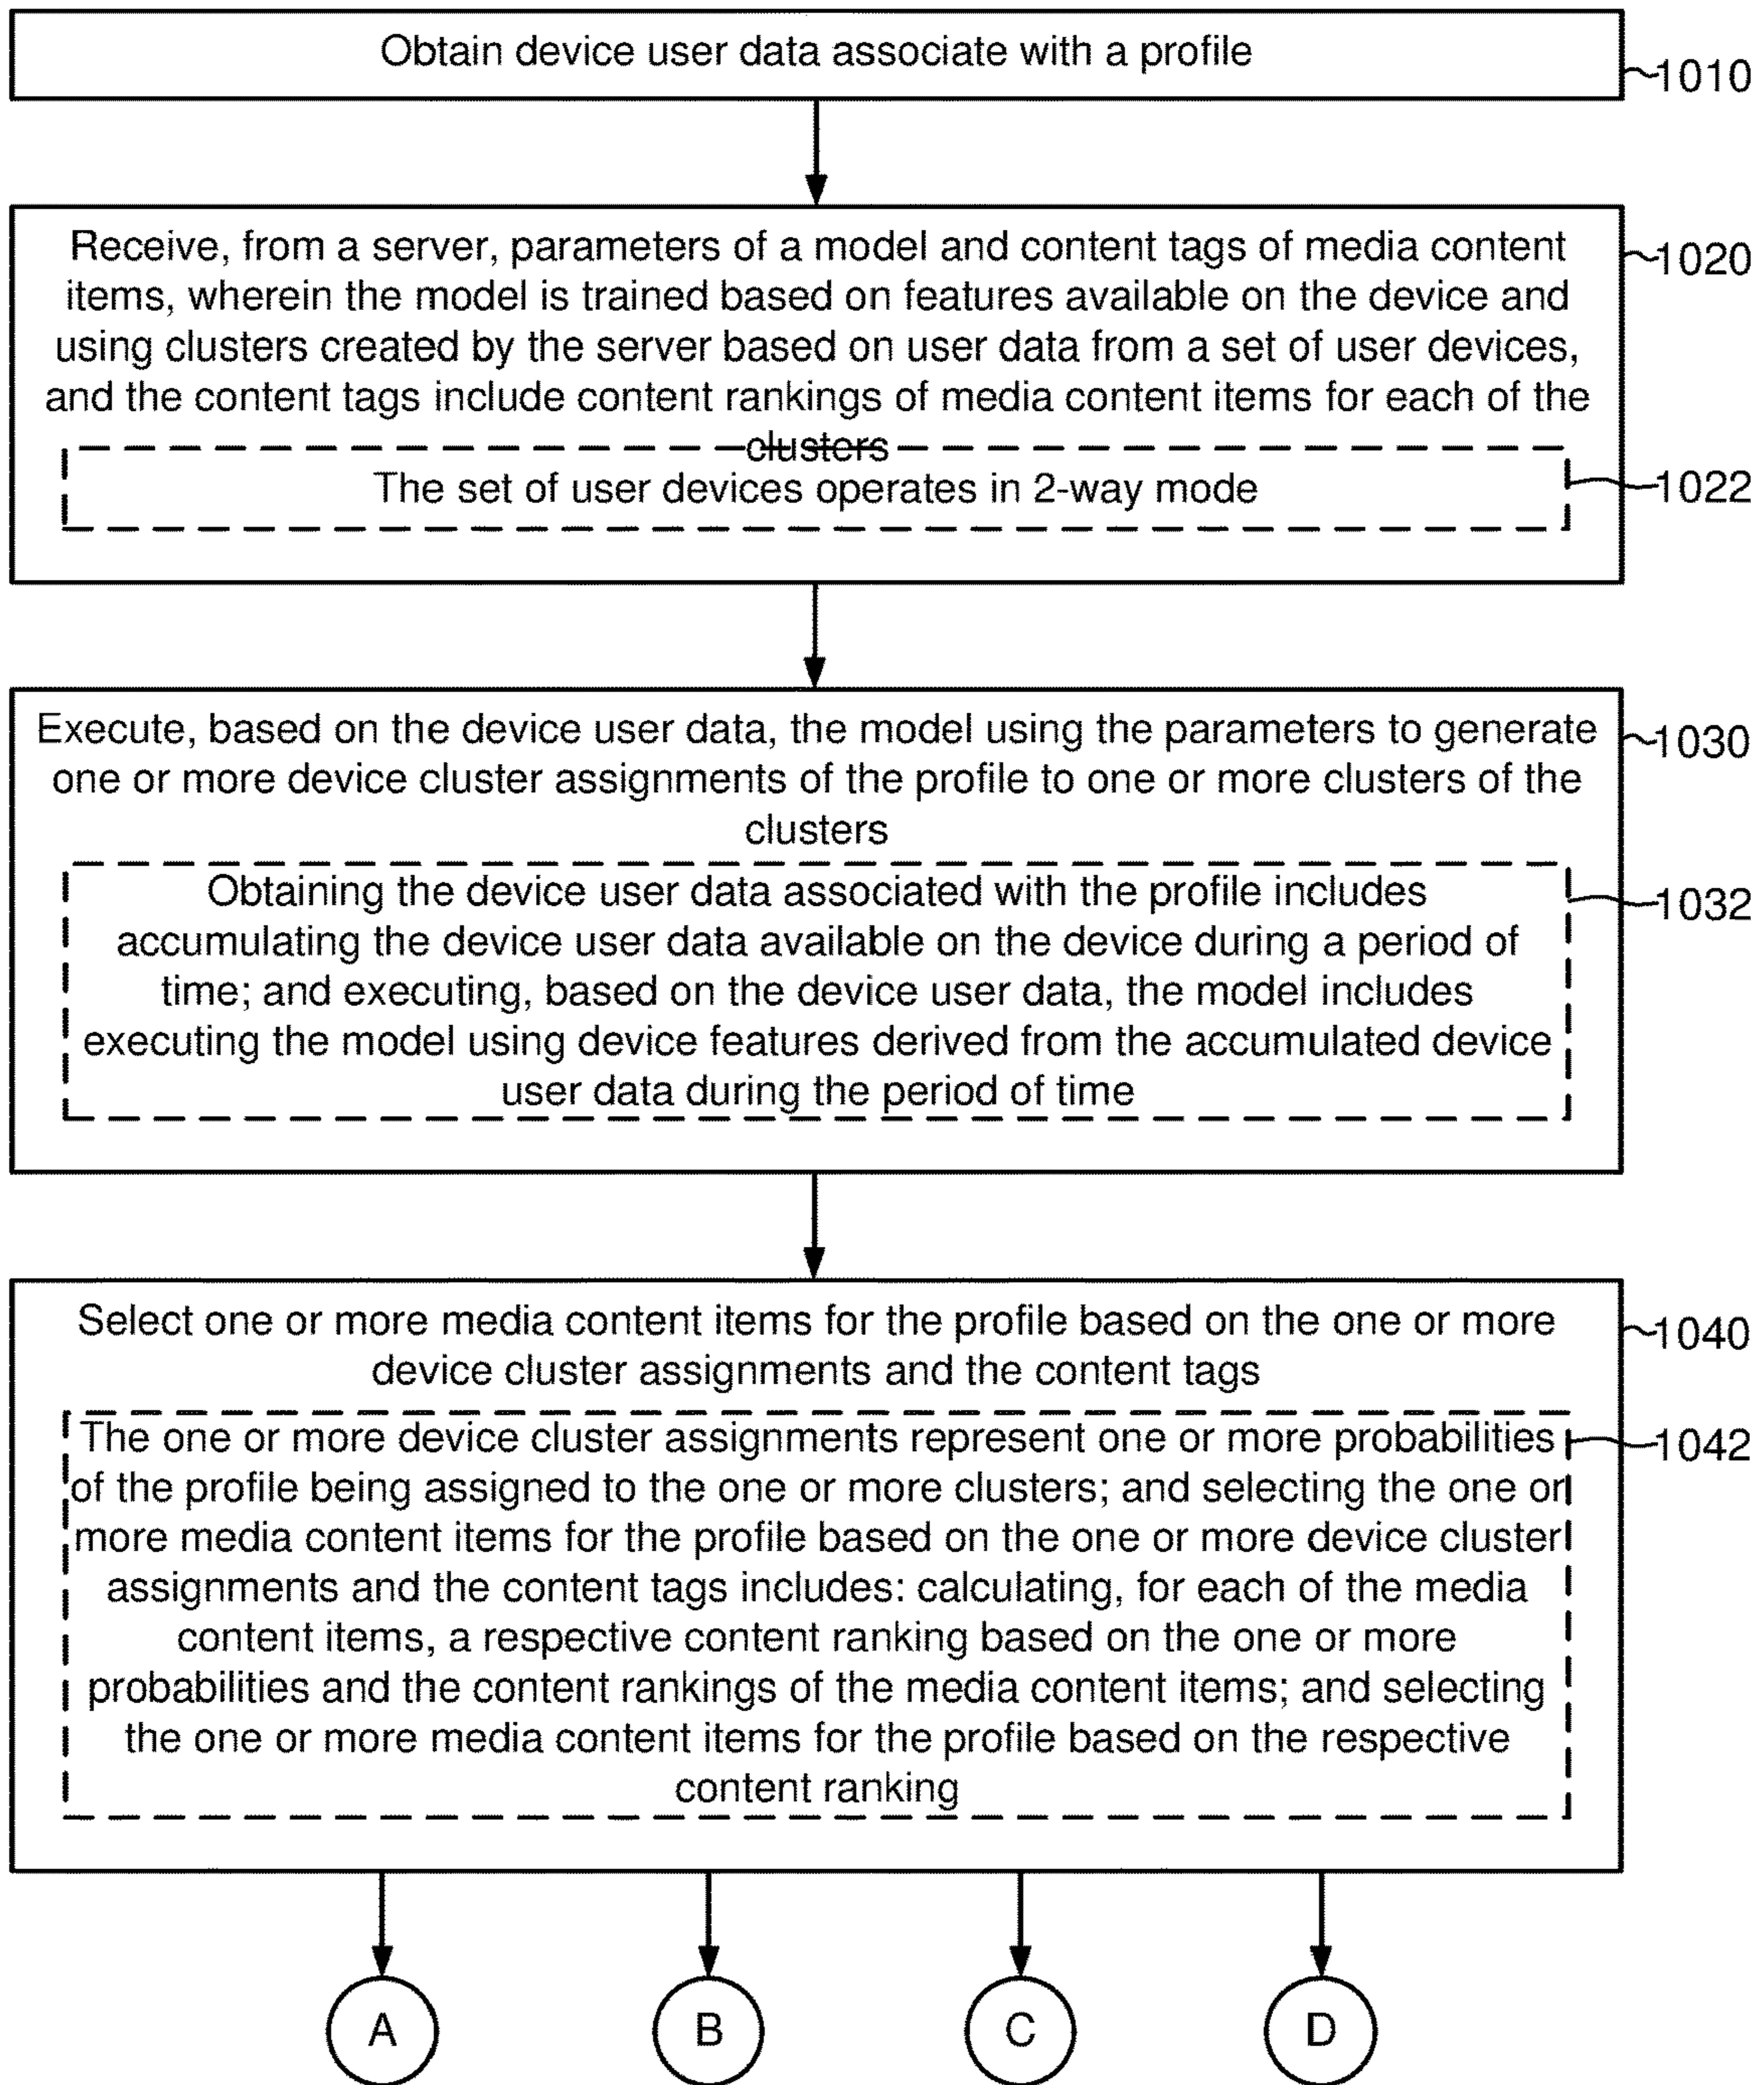 Obtain device user data associate with a profile
1010
Receive, from a server, parameters of a model and content tags of media content
items, wherein the model is trained based on features available on the device and
using clusters created by the server based on user data from a set of user devices,
and the content tags include content rankings of media content items for each of the
clusters
1020
The set of user devices operates in 2-way mode
1022
Execute, based on the device user data, the model using the parameters to generate
one or more device cluster assignments of the profile to one or more clusters of the
clusters
1030
Obtaining the device user data associated with the profile includes
accumulating the device user data available on the device during a period of
time; and executing, based on the device user data, the model includes
executing the model using device features derived from the accumulated device
user data during the period of time
1032
Select one or more media content items for the profile based on the one or more
device cluster assignments and the content tags
1040
The one or more device cluster assignments represent one or more probabilities
of the profile being assigned to the one or more clusters; and selecting the one or
more media content items for the profile based on the one or more device cluster
assignments and the content tags includes: calculating, for each of the media
content items, a respective content ranking based on the one or more
probabilities and the content rankings of the media content items; and selecting
the one or more media content items for the profile based on the respective
content ranking
1042
A
B
C
D